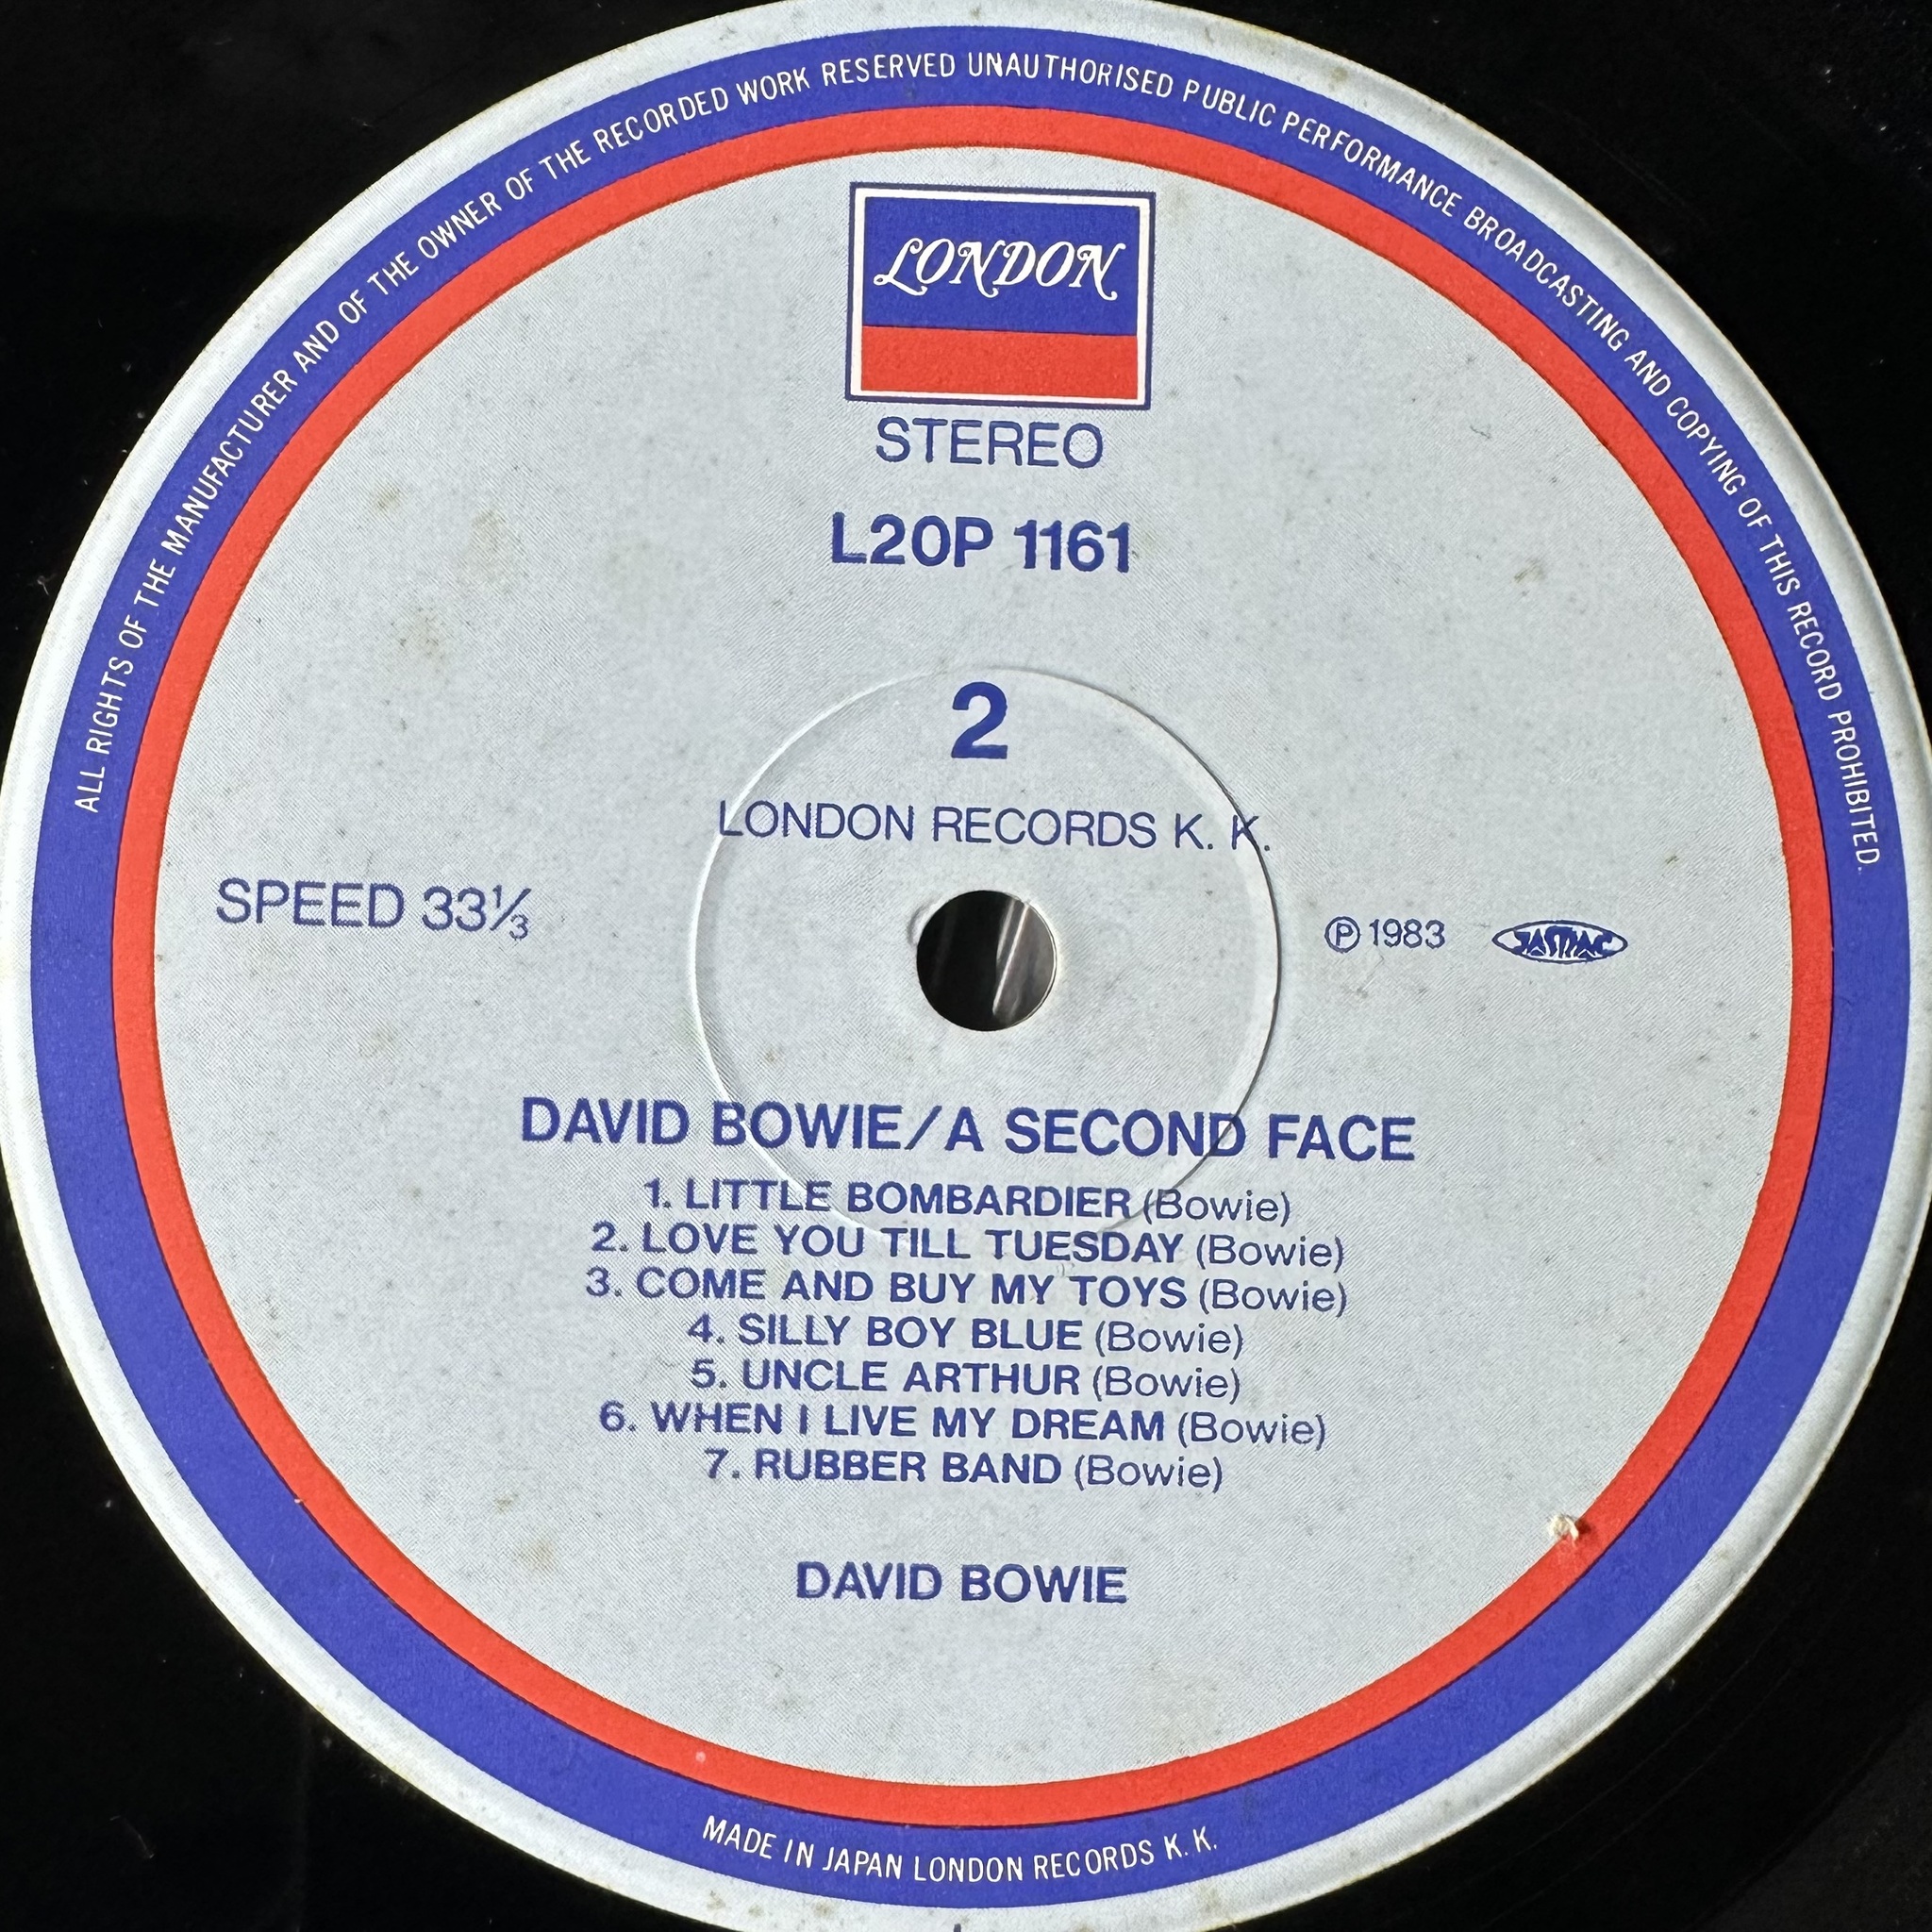 ALL RIGHTS OF THE MANUFACTURER AND OF THE OWNER OF THE RECORDED WORK RESERVED UNAUTHORISED PUBLIC PERFORMANCE BROADCASTING AND COPYING OF THIS RECORD PROHIBITED.
LONDON
STEREO
L20P 1161
2
LONDON RECORDS K. K.
SPEED 33⅓
℗ 1983 JASRAC
DAVID BOWIE/A SECOND FACE
1. LITTLE BOMBARDIER (Bowie)
2. LOVE YOU TILL TUESDAY (Bowie)
3. COME AND BUY MY TOYS (Bowie)
4. SILLY BOY BLUE (Bowie)
5. UNCLE ARTHUR (Bowie)
6. WHEN I LIVE MY DREAM (Bowie)
7. RUBBER BAND (Bowie)
DAVID BOWIE
MADE IN JAPAN LONDON RECORDS K. K.